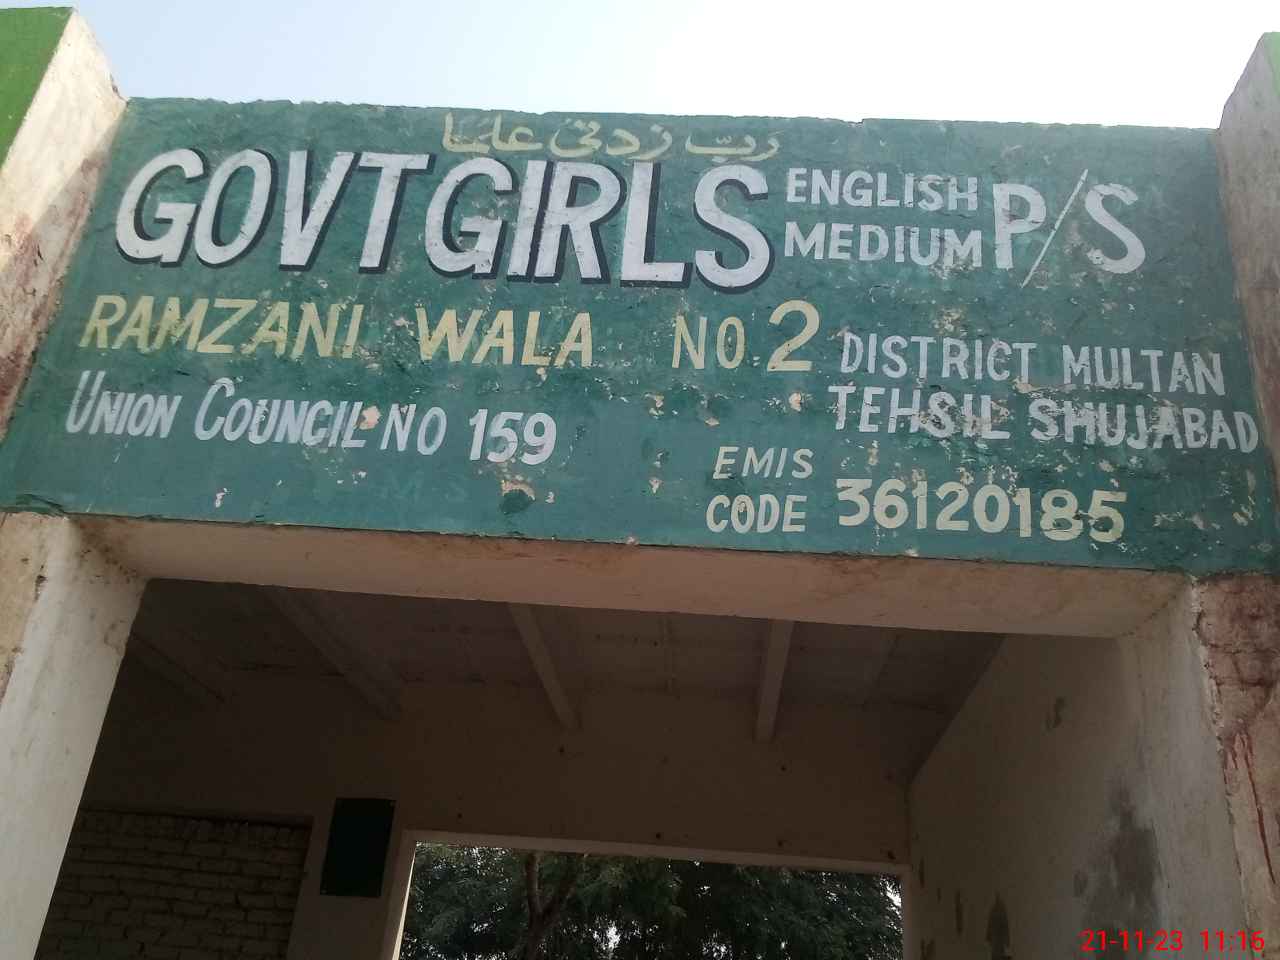 رَبِّ زدنی علما
GOVT GIRLS ENGLISH MEDIUM P/S
RAMZANI WALA NO 2
UNION COUNCIL NO 159
DISTRICT MULTAN
TEHSIL SHUJABAD
EMIS CODE 36120185
21-11-23 11:16